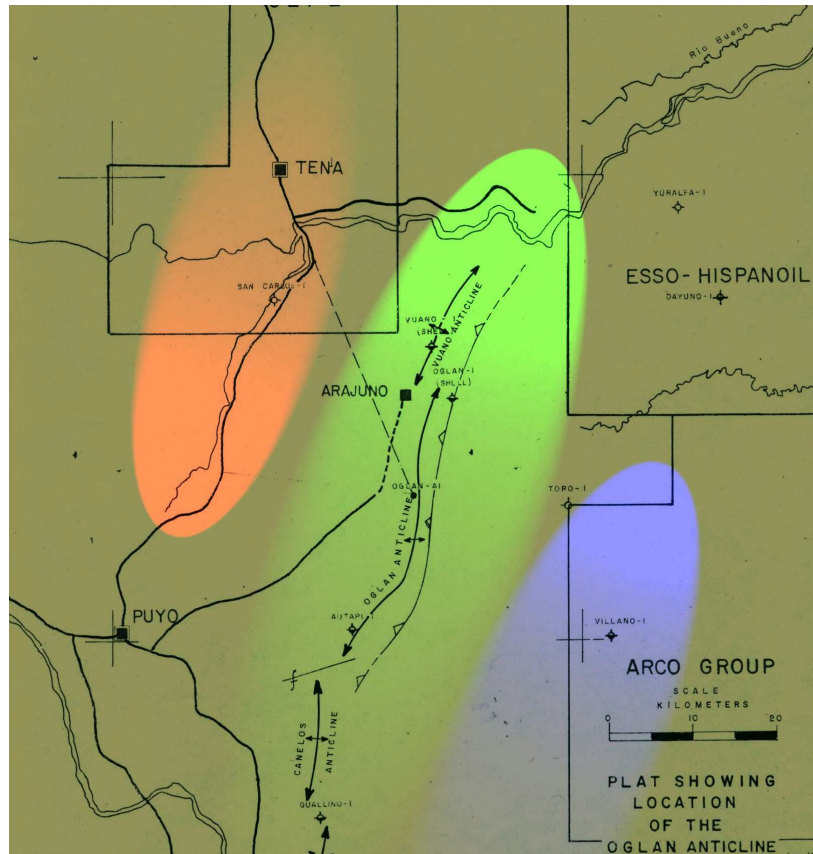 Rio Bueno
TENA
YURALFA-1
ESSO-HISPANOIL
SAN CARLOS-1
DAYUNO-1
VUANO-1
(SHELL)
VUANO ANTICLINE
OGLAN-1
(SHELL)
ARAJUNO
OGLAN-A1
TORO-1
OGLAN ANTICLINE
PUYO
AUTAPI-1
VILLANO-1
ARCO GROUP
SCALE
KILOMETERS
0 10 20
CANELOS
ANTICLINE
f
PLAT SHOWING
LOCATION
OF THE
OGLAN ANTICLINE